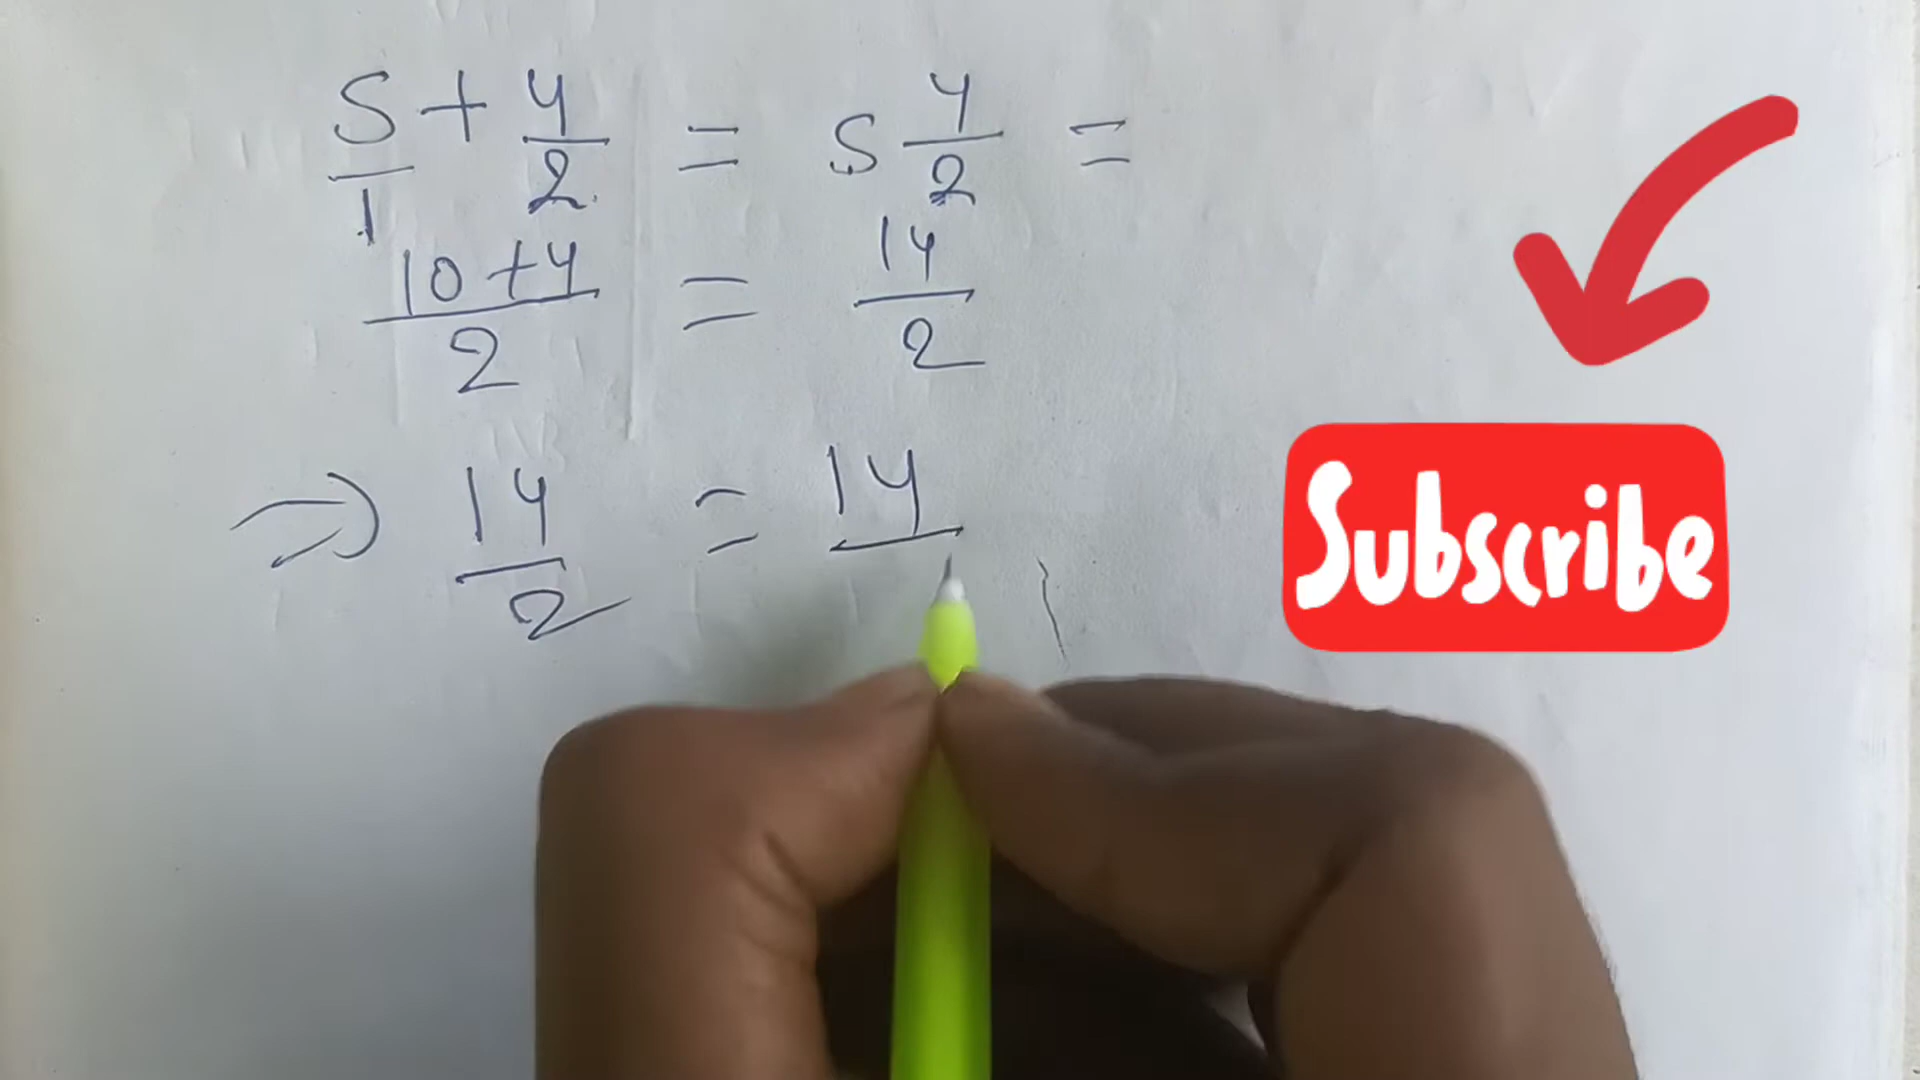 5/1 + 4/2 = 5 4/2 =
10+4/2 = 14/2
⇒ 14/2 = 14/
Subscribe